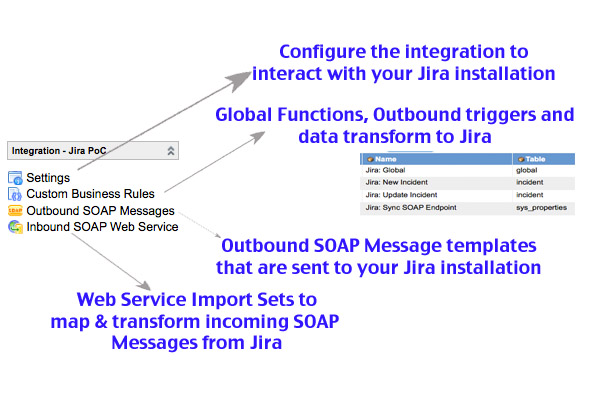 Configure the integration to
interact with your Jira installation
Global Functions, Outbound triggers and
data transform to Jira
Integration - Jira PoC
Name Table
Jira: Global global
Jira: New Incident incident
Jira: Update Incident incident
Jira: Sync SOAP Endpoint sys_properties
Settings
Custom Business Rules
SOAP Outbound SOAP Messages
Inbound SOAP Web Service
Outbound SOAP Message templates
that are sent to your Jira installation
Web Service Import Sets to
map & transform incoming SOAP
Messages from Jira